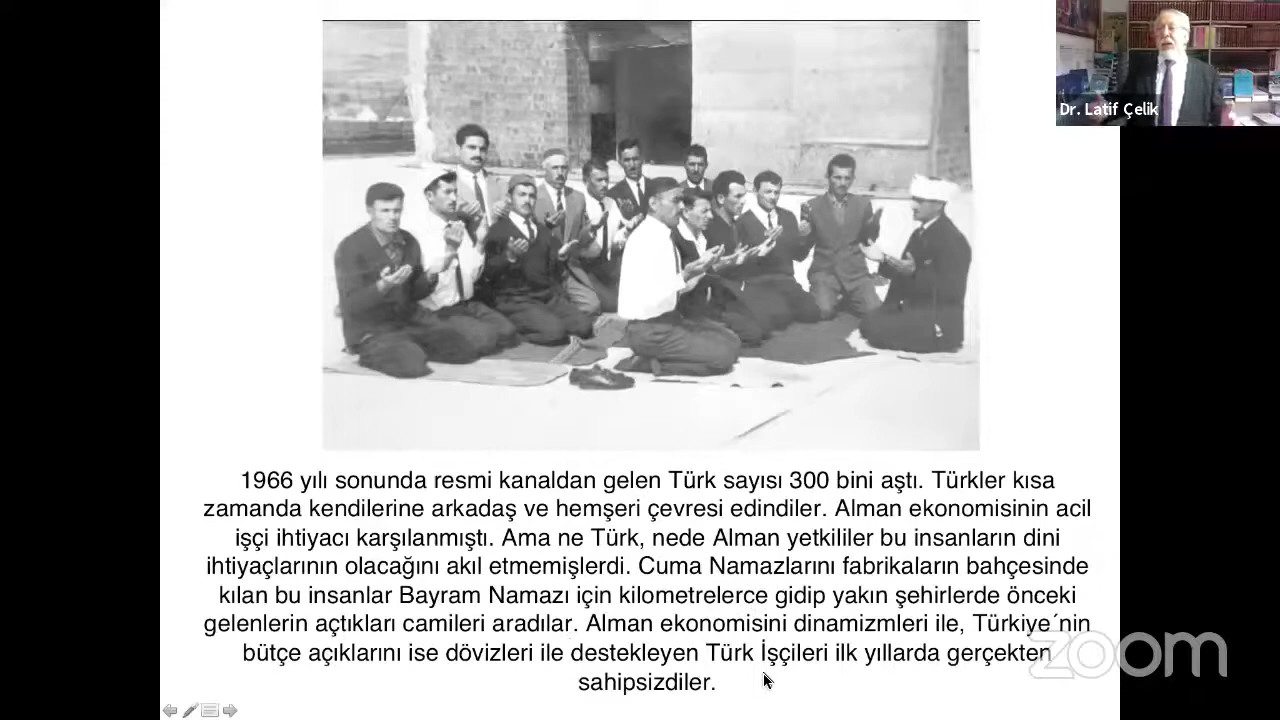 Dr. Latif Çelik
1966 yılı sonunda resmi kanaldan gelen Türk sayısı 300 bini aştı. Türkler kısa
zamanda kendilerine arkadaş ve hemşeri çevresi edindiler. Alman ekonomisinin acil
işçi ihtiyacı karşılanmıştı. Ama ne Türk, nede Alman yetkililer bu insanların dini
ihtiyaçlarının olacağını akıl etmemişlerdi. Cuma Namazlarını fabrikaların bahçesinde
kılan bu insanlar Bayram Namazı için kilometrelerce gidip yakın şehirlerde önceki
gelenlerin açtıkları camileri aradılar. Alman ekonomisini dinamizmleri ile, Türkiye´nin
bütçe açıklarını ise dövizleri ile destekleyen Türk İşçileri ilk yıllarda gerçekten
sahipsizdiler.
zoom